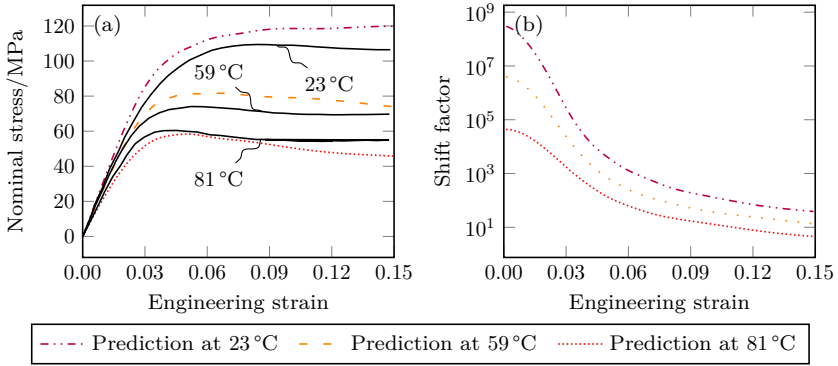 (a)
Nominal stress/MPa
120
100
80
60
40
20
0
59 °C
23 °C
81 °C
0.00 0.03 0.06 0.09 0.12 0.15
Engineering strain
(b)
Shift factor
10^9
10^7
10^5
10^3
10^1
0.00 0.03 0.06 0.09 0.12 0.15
Engineering strain
Prediction at 23 °C Prediction at 59 °C Prediction at 81 °C